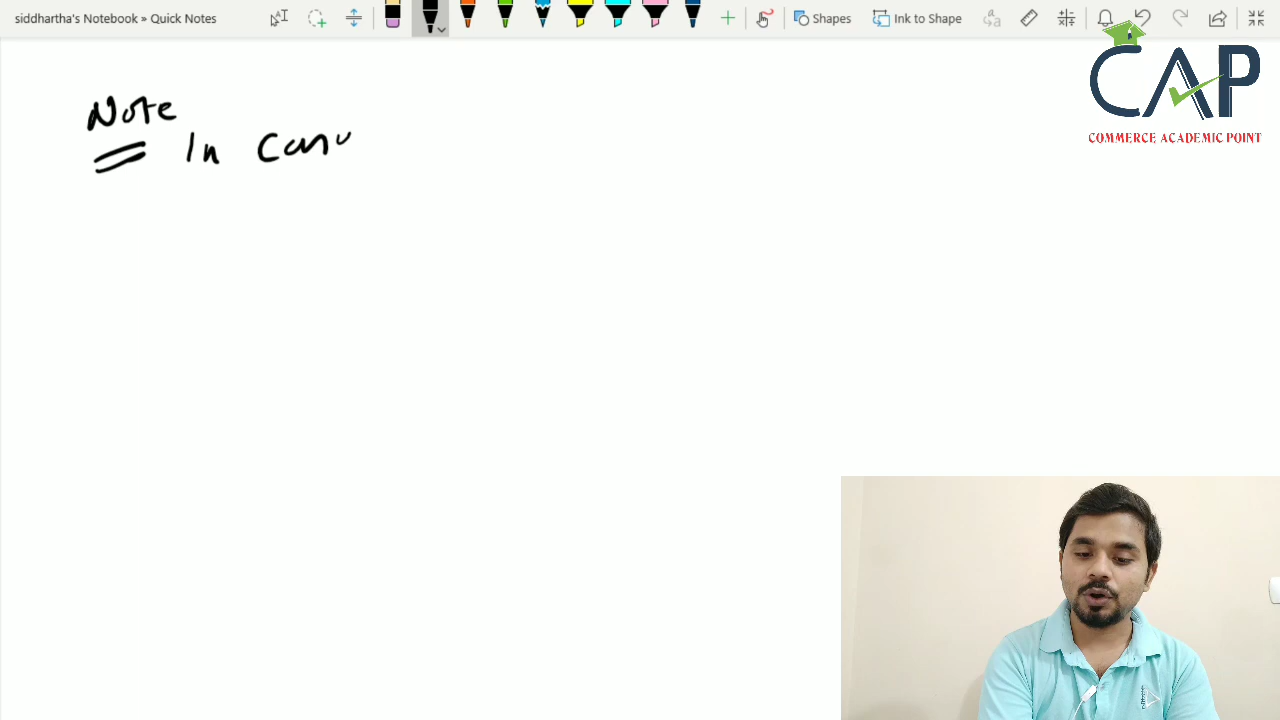 siddhartha's Notebook » Quick Notes
Shapes
Ink to Shape
CAP
COMMERCE ACADEMIC POINT
Note
In